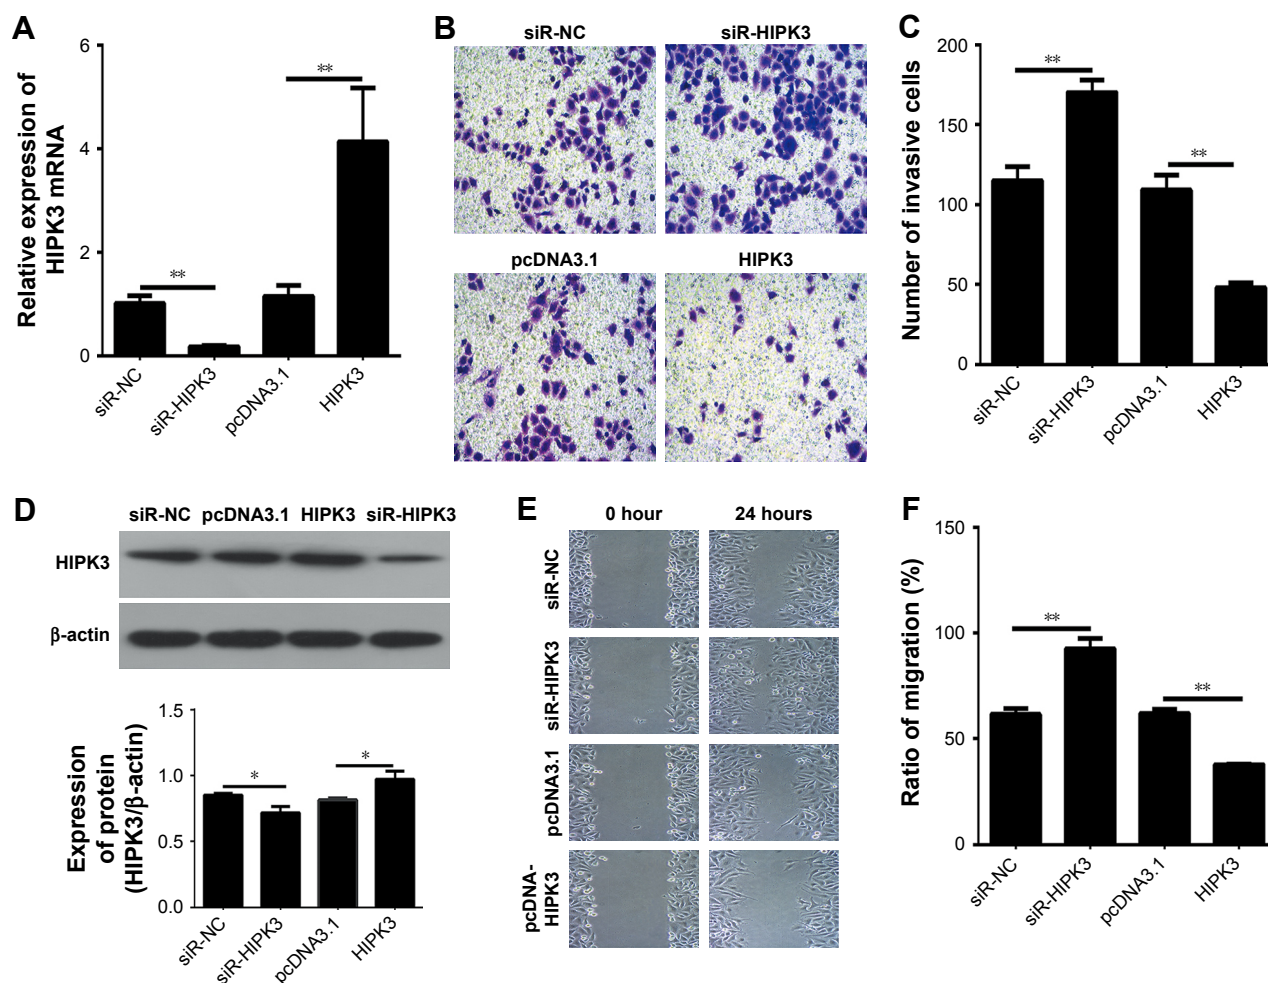 A
Relative expression of
HIPK3 mRNA
6
4
2
0
**
**
siR-NC
siR-HIPK3
pcDNA3.1
HIPK3
B
siR-NC
siR-HIPK3
pcDNA3.1
HIPK3
C
Number of invasive cells
200
150
100
50
0
**
**
siR-NC
siR-HIPK3
pcDNA3.1
HIPK3
D
siR-NC pcDNA3.1 HIPK3 siR-HIPK3
HIPK3
β-actin
Expression
of protein
(HIPK3/β-actin)
1.5
1.0
0.5
0.0
*
*
siR-NC
siR-HIPK3
pcDNA3.1
HIPK3
E
0 hour
24 hours
siR-NC
siR-HIPK3
pcDNA3.1
pcDNA-
HIPK3
F
Ratio of migration (%)
150
100
50
0
**
**
siR-NC
siR-HIPK3
pcDNA3.1
HIPK3